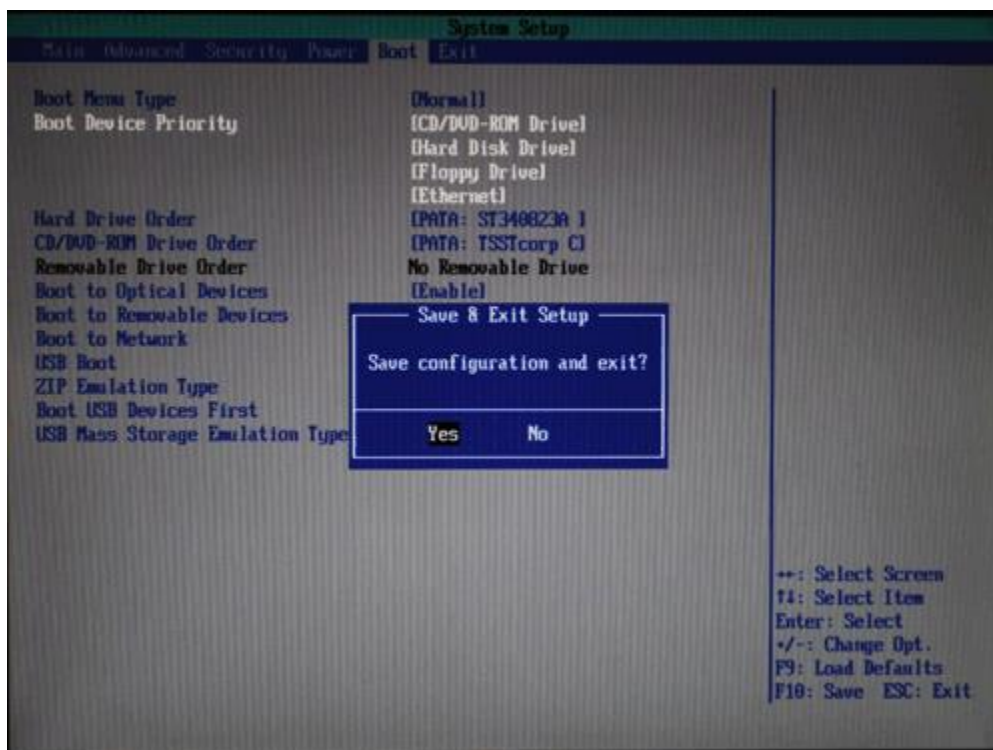 System Setup
Main Advanced Security Power Boot Exit
Boot Menu Type [Normal]
Boot Device Priority [CD/DVD-ROM Drive]
[Hard Disk Drive]
[Floppy Drive]
[Ethernet]
Hard Drive Order [PATA: ST340823A ]
CD/DVD-ROM Drive Order [PATA: TSSTcorp C]
Removable Drive Order No Removable Drive
Boot to Optical Devices [Enable]
Boot to Removable Devices
Boot to Network
USB Boot
ZIP Emulation Type
Boot USB Devices First
USB Mass Storage Emulation Type
Save & Exit Setup
Save configuration and exit?
Yes No
↔: Select Screen
↑↓: Select Item
Enter: Select
+/-: Change Opt.
F9: Load Defaults
F10: Save ESC: Exit